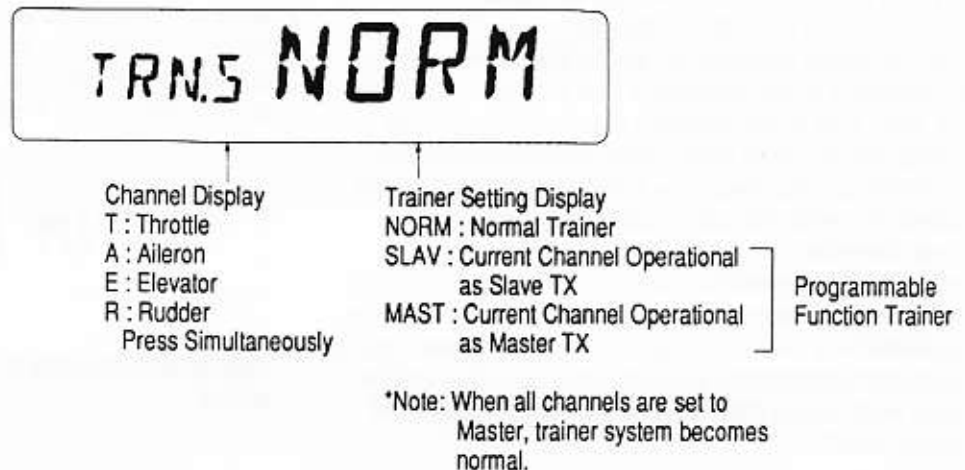 TRN.S NORM
Channel Display
T : Throttle
A : Aileron
E : Elevator
R : Rudder
Press Simultaneously
Trainer Setting Display
NORM : Normal Trainer
SLAV : Current Channel Operational
as Slave TX
MAST : Current Channel Operational
as Master TX
Programmable
Function Trainer
*Note: When all channels are set to
Master, trainer system becomes
normal.